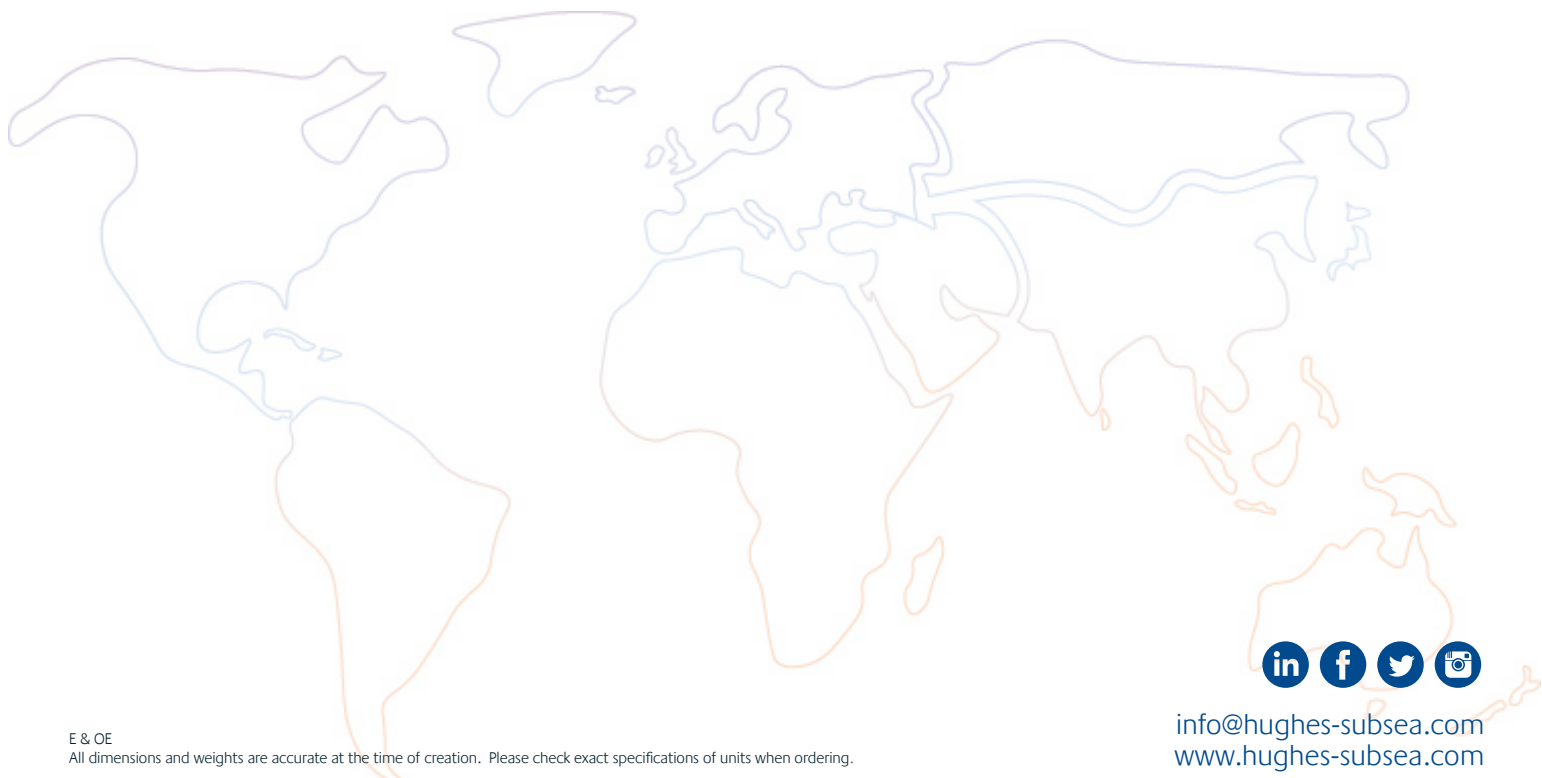 E & OE
All dimensions and weights are accurate at the time of creation. Please check exact specifications of units when ordering.
in f
info@hughes-subsea.com
www.hughes-subsea.com